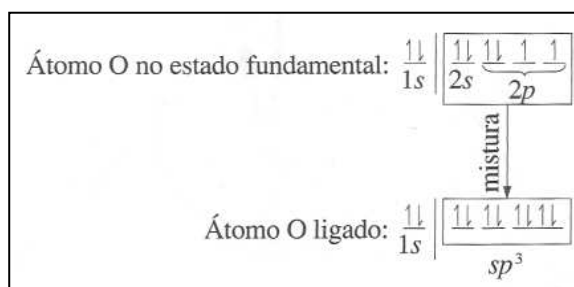 Átomo O no estado fundamental: 1s 2s 2p
mistura
Átomo O ligado: 1s sp³